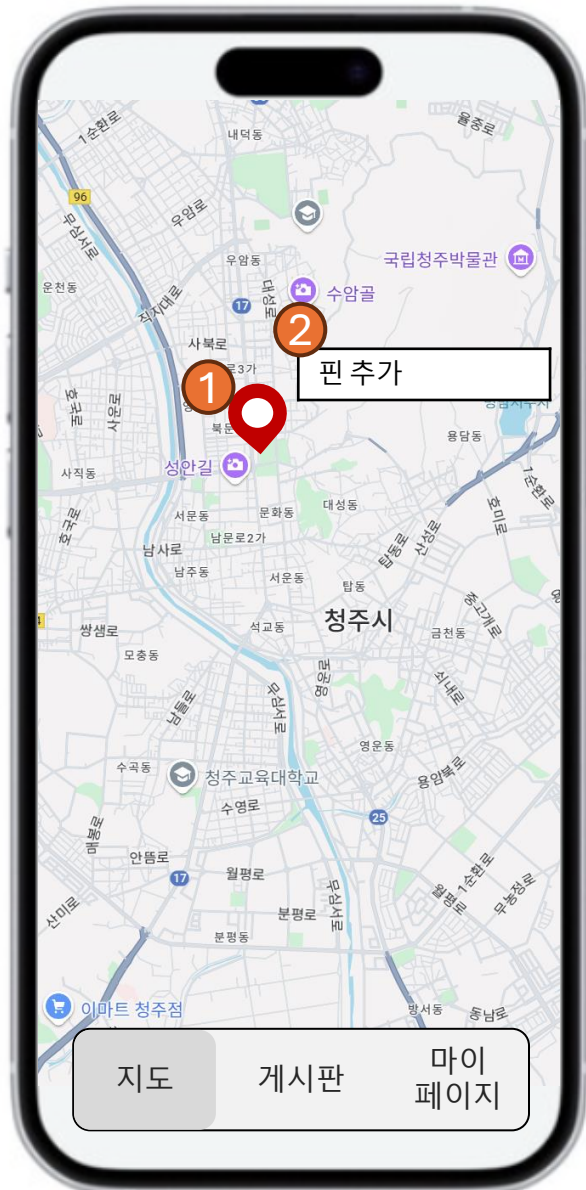 1순환로
내덕동
율중로
96
무심서로
우암로
국립청주박물관
운천동
우암동
대성로
수암골
직지대로
17
2
사북로
핀 추가
1
호국로
사운로
북문
용담동
성안길
사직동
1순환로
서문동
문화동
대성동
호미로
호국로
남문로2가
탑동로
산성로
남사로
남주동
서운동
탑동
중고개로
쌍샘로
석교동
청주시
금천동
모충동
영운로
남들로
무심서로
쇠내로
영운동
수곡동
청주교육대학교
용암북로
수영로
25
매봉로
안뜸로
17
월평로
1순환로
월평로
무농정로
산미로
분평로
무심서로
분평동
이마트 청주점
방서동
동남로
지도
게시판
마이
페이지